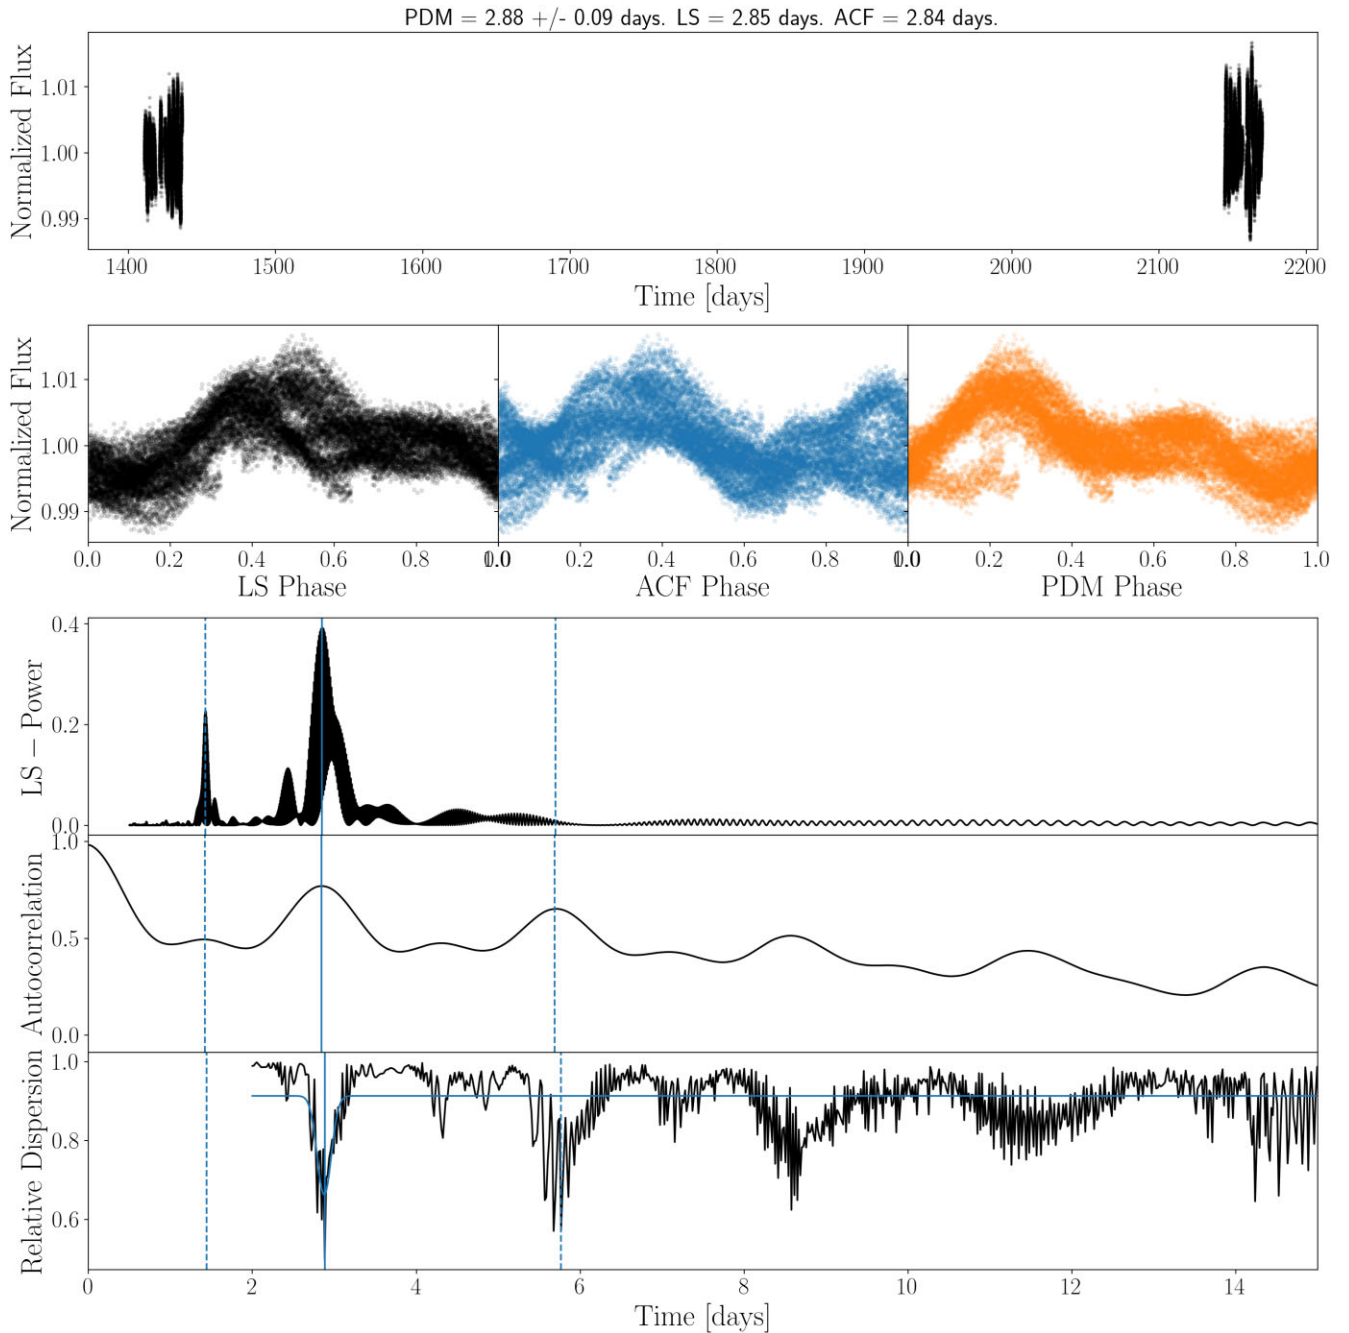 PDM = 2.88 +/- 0.09 days. LS = 2.85 days. ACF = 2.84 days.
Normalized Flux
1.01
1.00
0.99
1400 1500 1600 1700 1800 1900 2000 2100 2200
Time [days]
Normalized Flux
1.01
1.00
0.99
0.0 0.2 0.4 0.6 0.8 1.0
0.0 0.2 0.4 0.6 0.8 1.0
0.0 0.2 0.4 0.6 0.8 1.0
LS Phase ACF Phase PDM Phase
LS – Power
0.4
0.2
0.0
Autocorrelation
1.0
0.5
0.0
Relative Dispersion
1.0
0.8
0.6
0 2 4 6 8 10 12 14
Time [days]